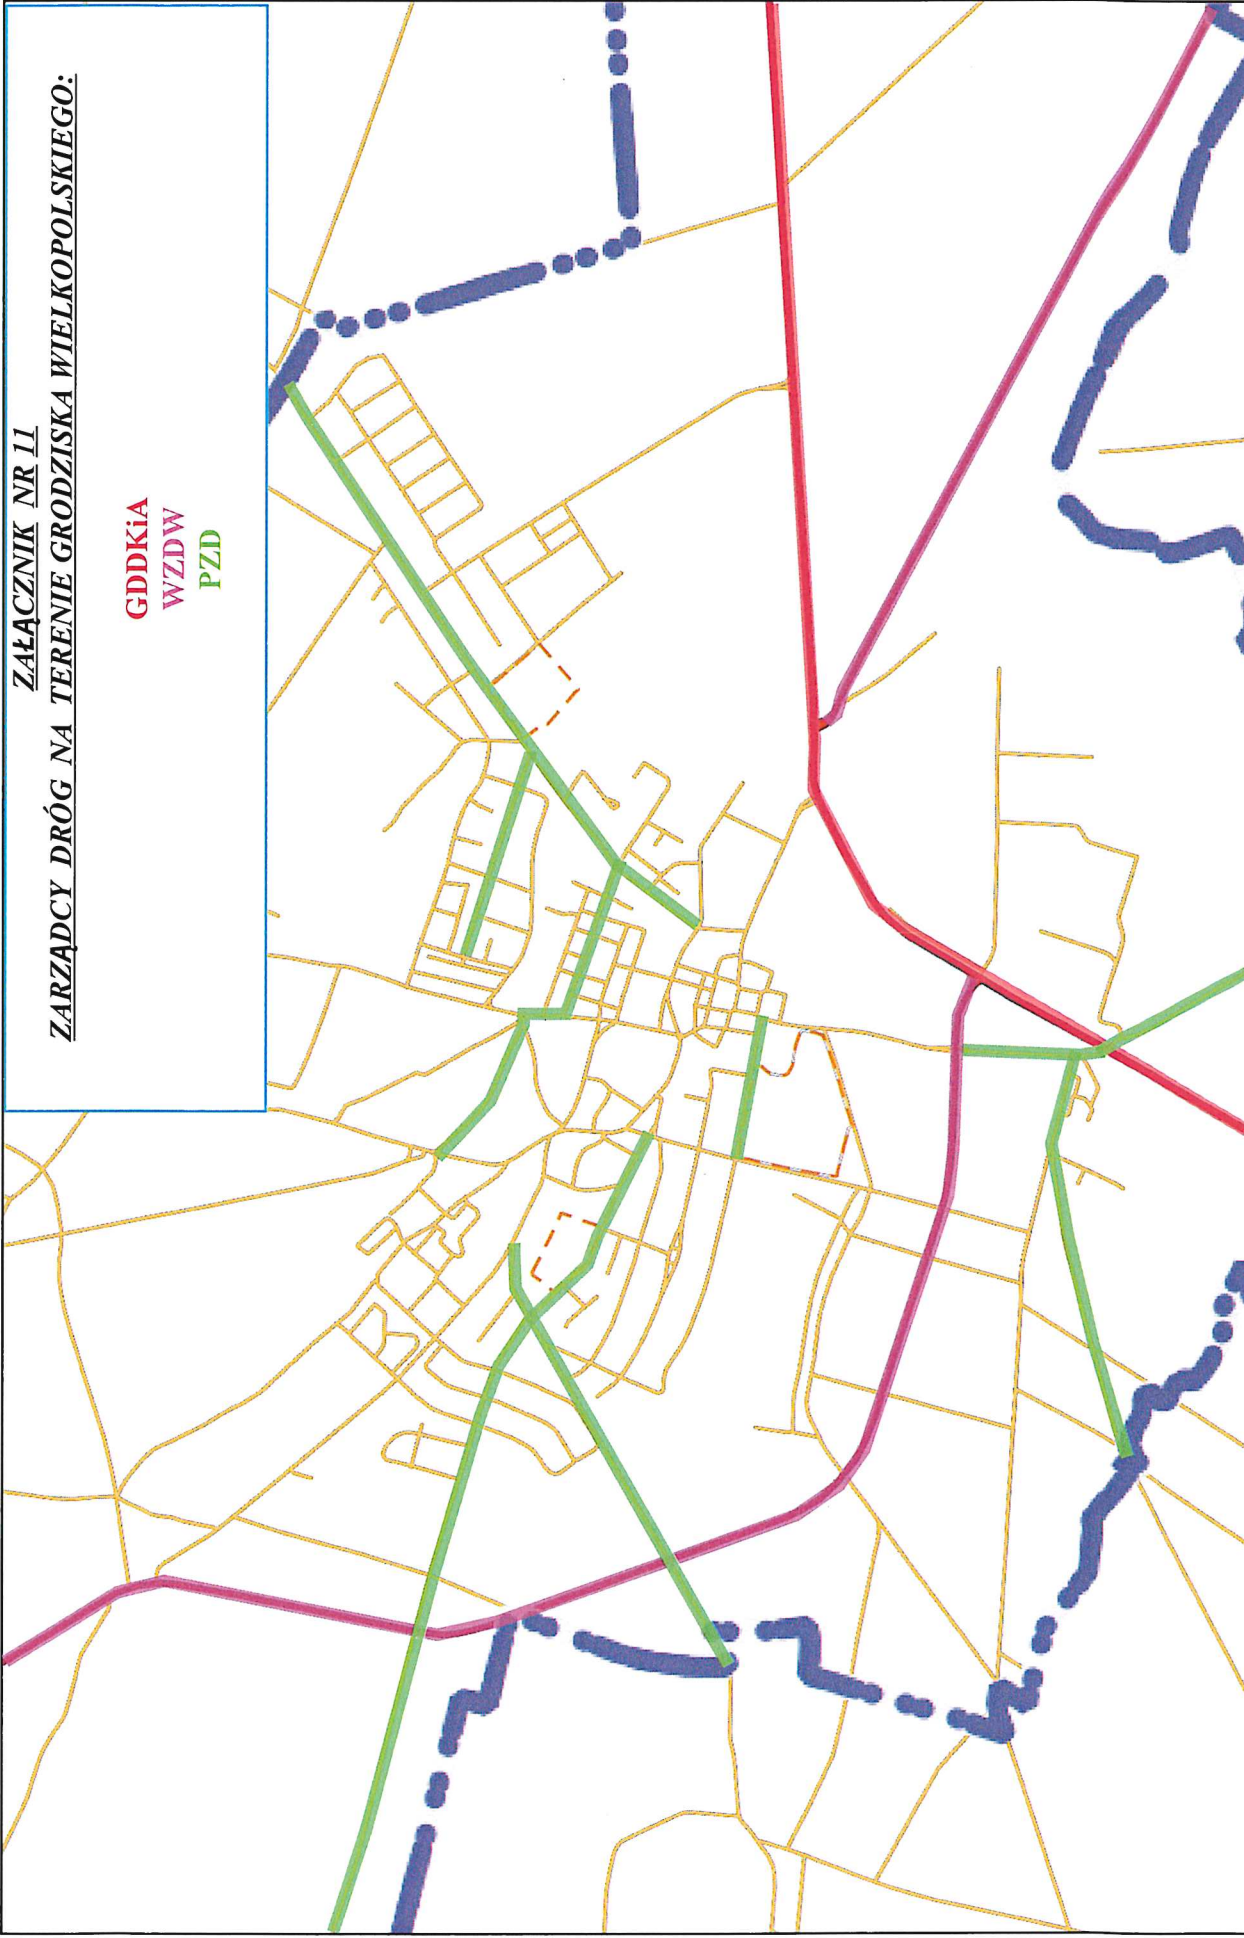 ZAŁĄCZNIK NR 11
ZARZĄDCY DRÓG NA TERENIE GRODZISKA WIELKOPOLSKIEGO:
GDDKiA
WZDW
PZD